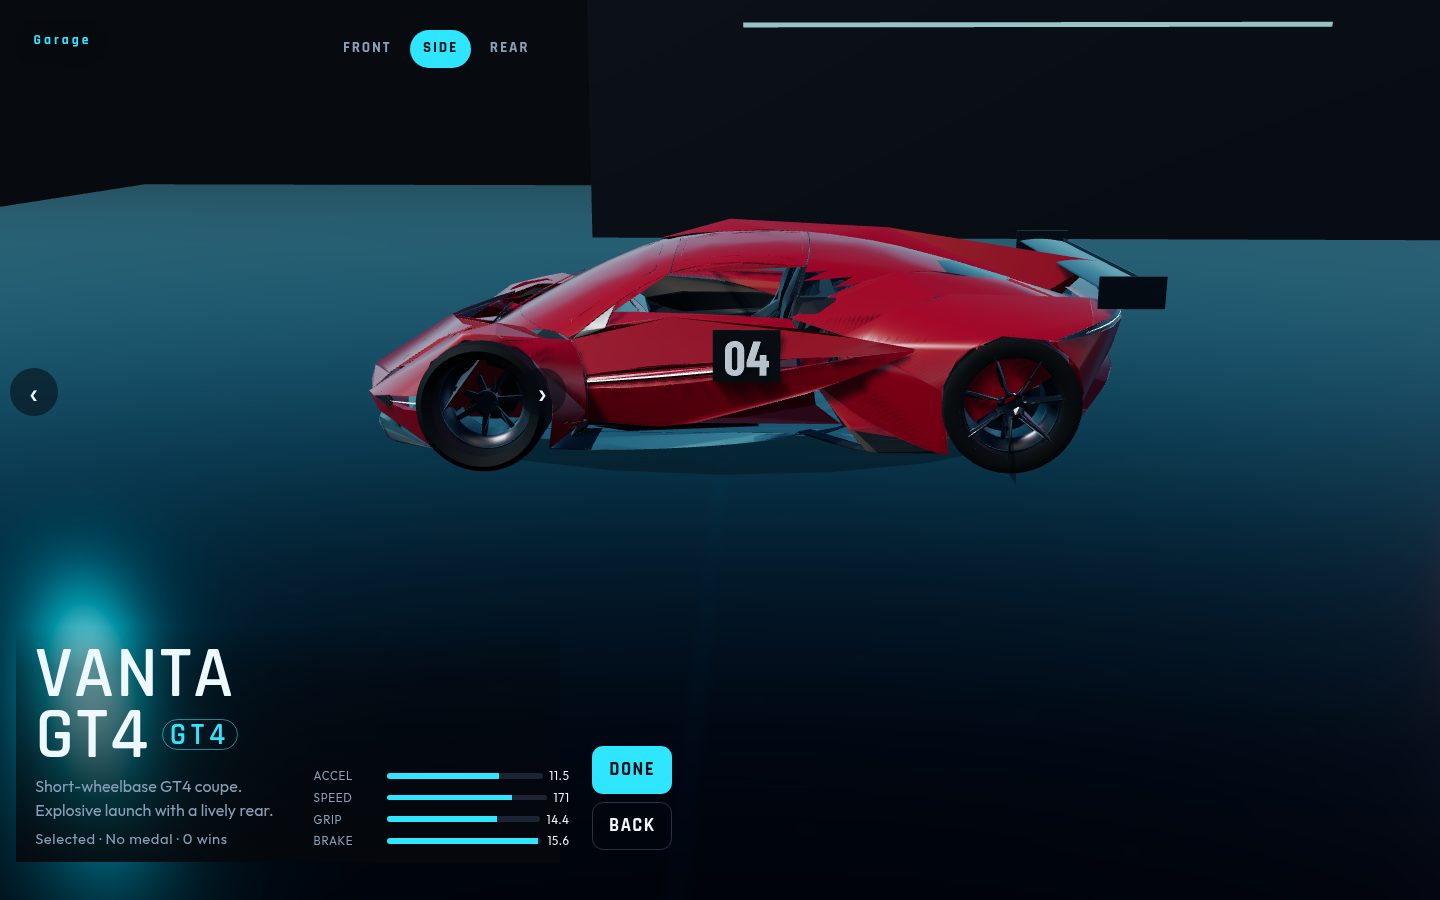 Garage
FRONT SIDE REAR
04
‹ ›
VANTA
GT4 GT4
Short-wheelbase GT4 coupe.
Explosive launch with a lively rear.
Selected · No medal · 0 wins
ACCEL 11.5
SPEED 171
GRIP 14.4
BRAKE 15.6
DONE
BACK